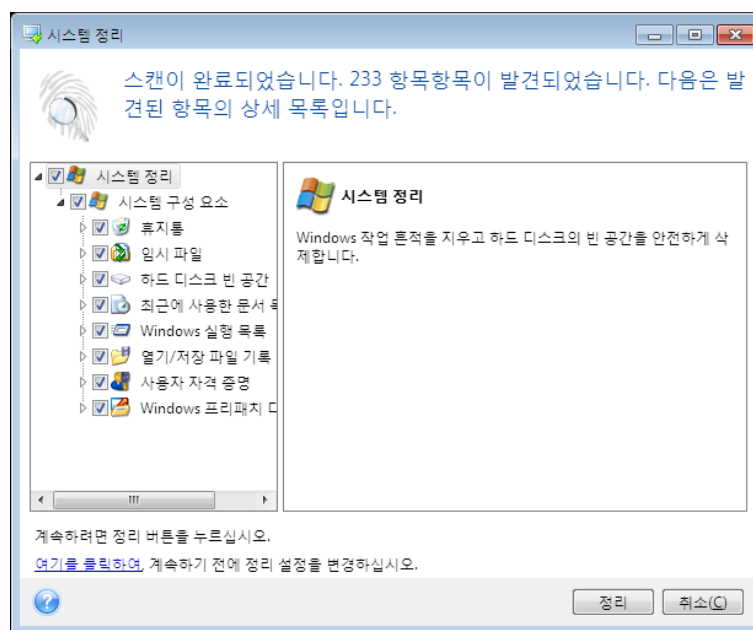 시스템 정리
스캔이 완료되었습니다. 233 항목항목이 발견되었습니다. 다음은 발
견된 항목의 상세 목록입니다.
시스템 정리
시스템 구성 요소
휴지통
임시 파일
하드 디스크 빈 공간
최근에 사용한 문서
Windows 실행 목록
열기/저장 파일 기록
사용자 자격 증명
Windows 프리패치
시스템 정리
Windows 작업 흔적을 지우고 하드 디스크의 빈 공간을 안전하게 삭
제합니다.
계속하려면 정리 버튼을 누르십시오.
여기를 클릭하여, 계속하기 전에 정리 설정을 변경하십시오.
정리
취소(C)